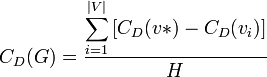 C_D(G) = \frac{\sum_{i=1}^{|V|} [C_D(v*) - C_D(v_i)]}{H}